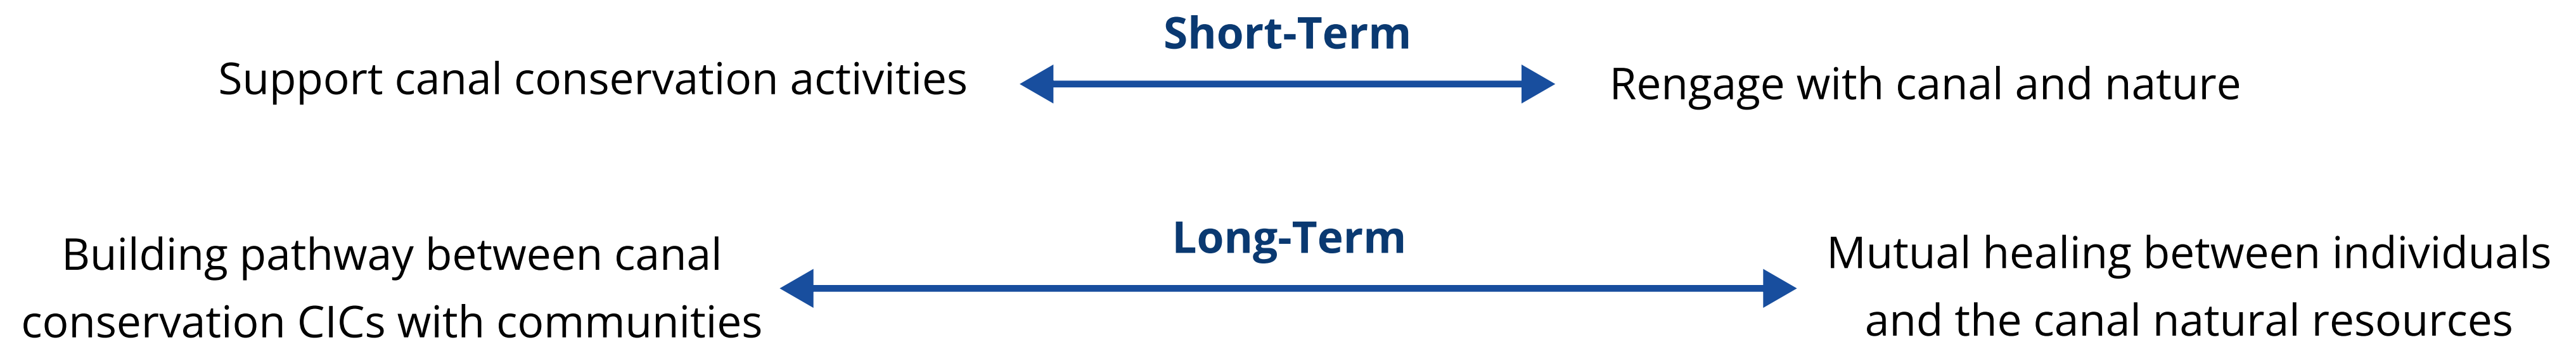 Short-Term
Support canal conservation activities
Rengage with canal and nature
Long-Term
Building pathway between canal
conservation CICs with communities
Mutual healing between individuals
and the canal natural resources